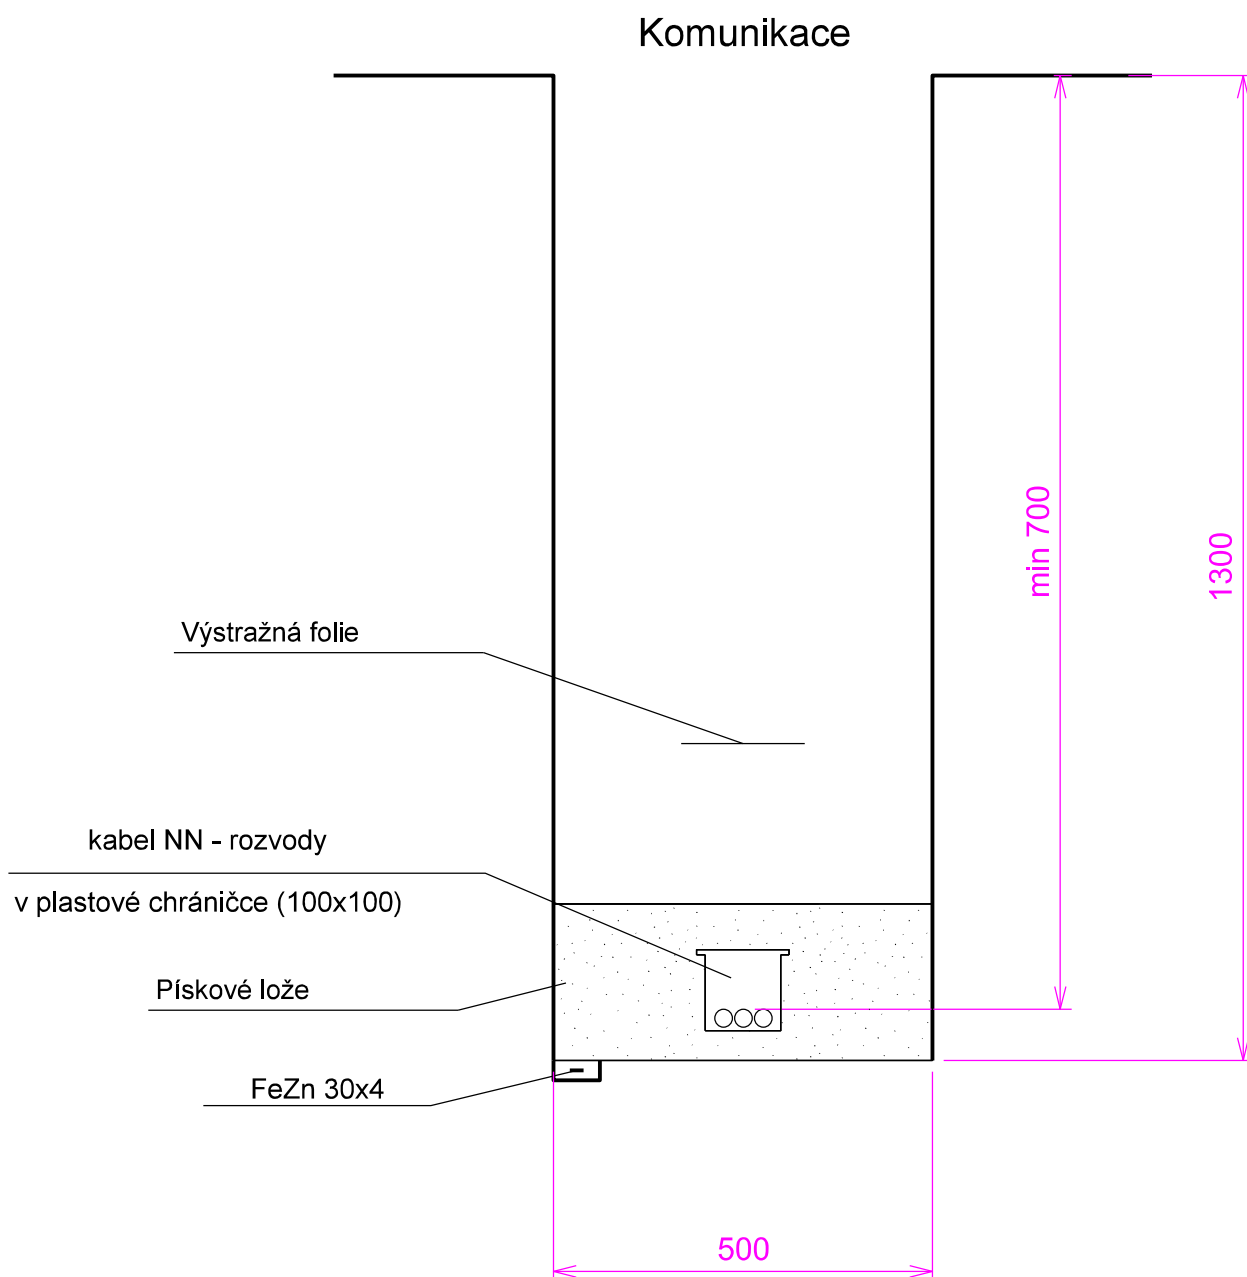 Komunikace
min 700
1300
Výstražná folie
kabel NN - rozvody
v plastové chráničce (100x100)
Pískové lože
FeZn 30x4
500